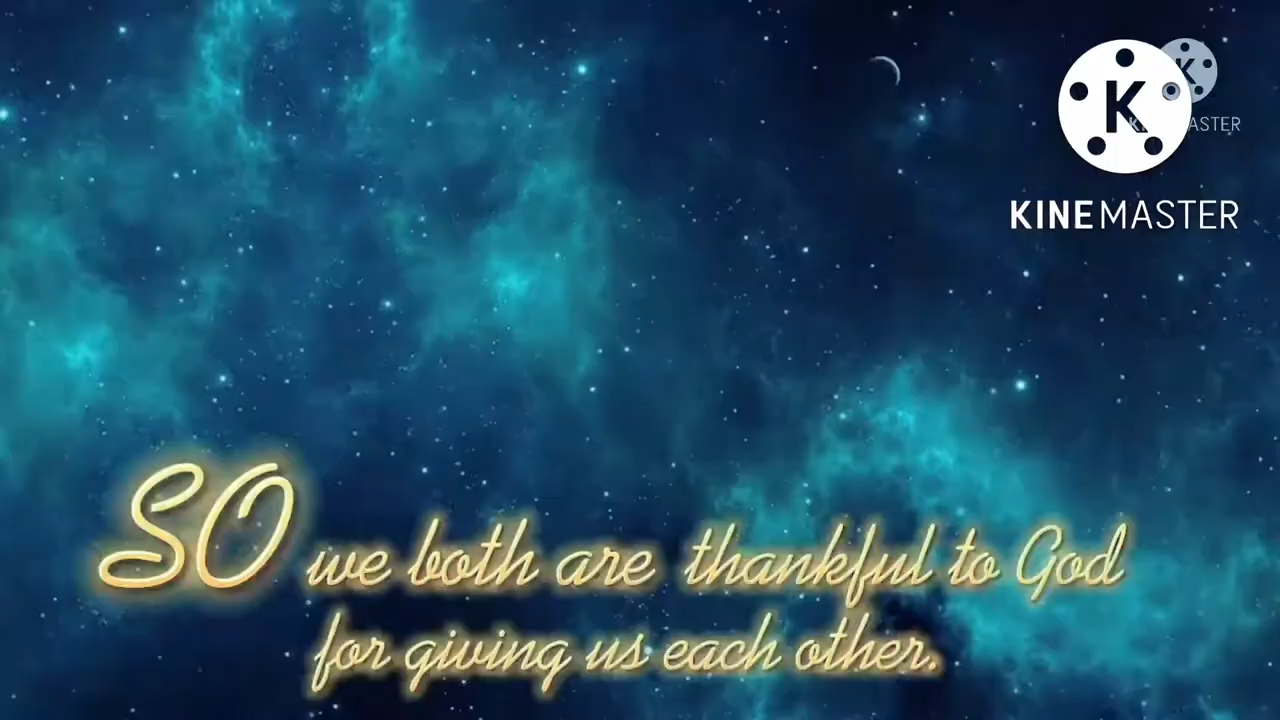 KINEMASTER
SO we both are thankful to God
for giving us each other.